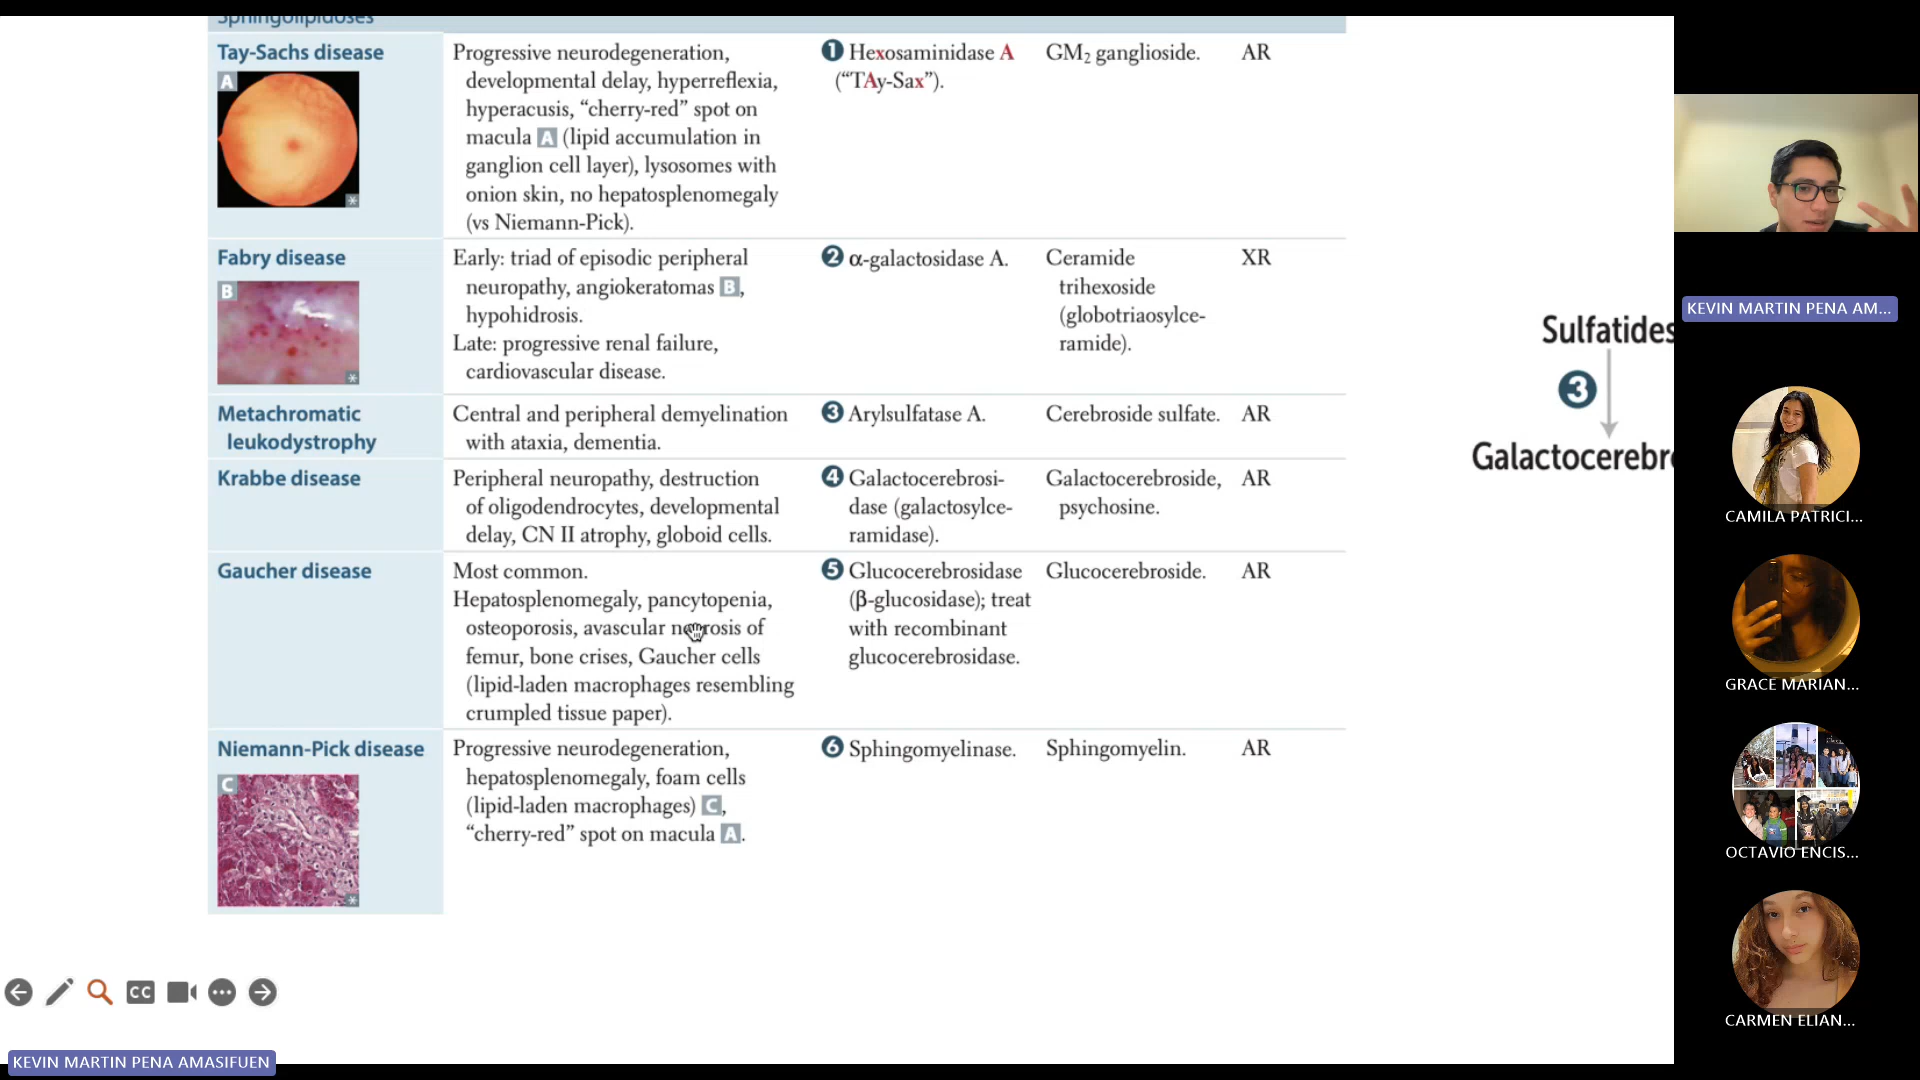 Sphingolipidoses
Tay-Sachs disease
A
Progressive neurodegeneration,
developmental delay, hyperreflexia,
hyperacusis, “cherry-red” spot on
macula A (lipid accumulation in
ganglion cell layer), lysosomes with
onion skin, no hepatosplenomegaly
(vs Niemann-Pick).
1 Hexosaminidase A
(“TAy-Sax”).
GM₂ ganglioside.
AR
Fabry disease
B
Early: triad of episodic peripheral
neuropathy, angiokeratomas B,
hypohidrosis.
Late: progressive renal failure,
cardiovascular disease.
2 α-galactosidase A.
Ceramide
trihexoside
(globotriaosylce-
ramide).
XR
Metachromatic
leukodystrophy
Central and peripheral demyelination
with ataxia, dementia.
3 Arylsulfatase A.
Cerebroside sulfate.
AR
Krabbe disease
Peripheral neuropathy, destruction
of oligodendrocytes, developmental
delay, CN II atrophy, globoid cells.
4 Galactocerebrosi-
dase (galactosylce-
ramidase).
Galactocerebroside,
psychosine.
AR
Gaucher disease
Most common.
Hepatosplenomegaly, pancytopenia,
osteoporosis, avascular necrosis of
femur, bone crises, Gaucher cells
(lipid-laden macrophages resembling
crumpled tissue paper).
5 Glucocerebrosidase
(β-glucosidase); treat
with recombinant
glucocerebrosidase.
Glucocerebroside.
AR
Niemann-Pick disease
C
Progressive neurodegeneration,
hepatosplenomegaly, foam cells
(lipid-laden macrophages) C,
“cherry-red” spot on macula A.
6 Sphingomyelinase.
Sphingomyelin.
AR
Sulfatides
3
Galactocerebr
CC
KEVIN MARTIN PENA AMASIFUEN
KEVIN MARTIN PENA AM...
CAMILA PATRICI...
GRACE MARIAN...
OCTAVIO ENCIS...
CARMEN ELIAN...